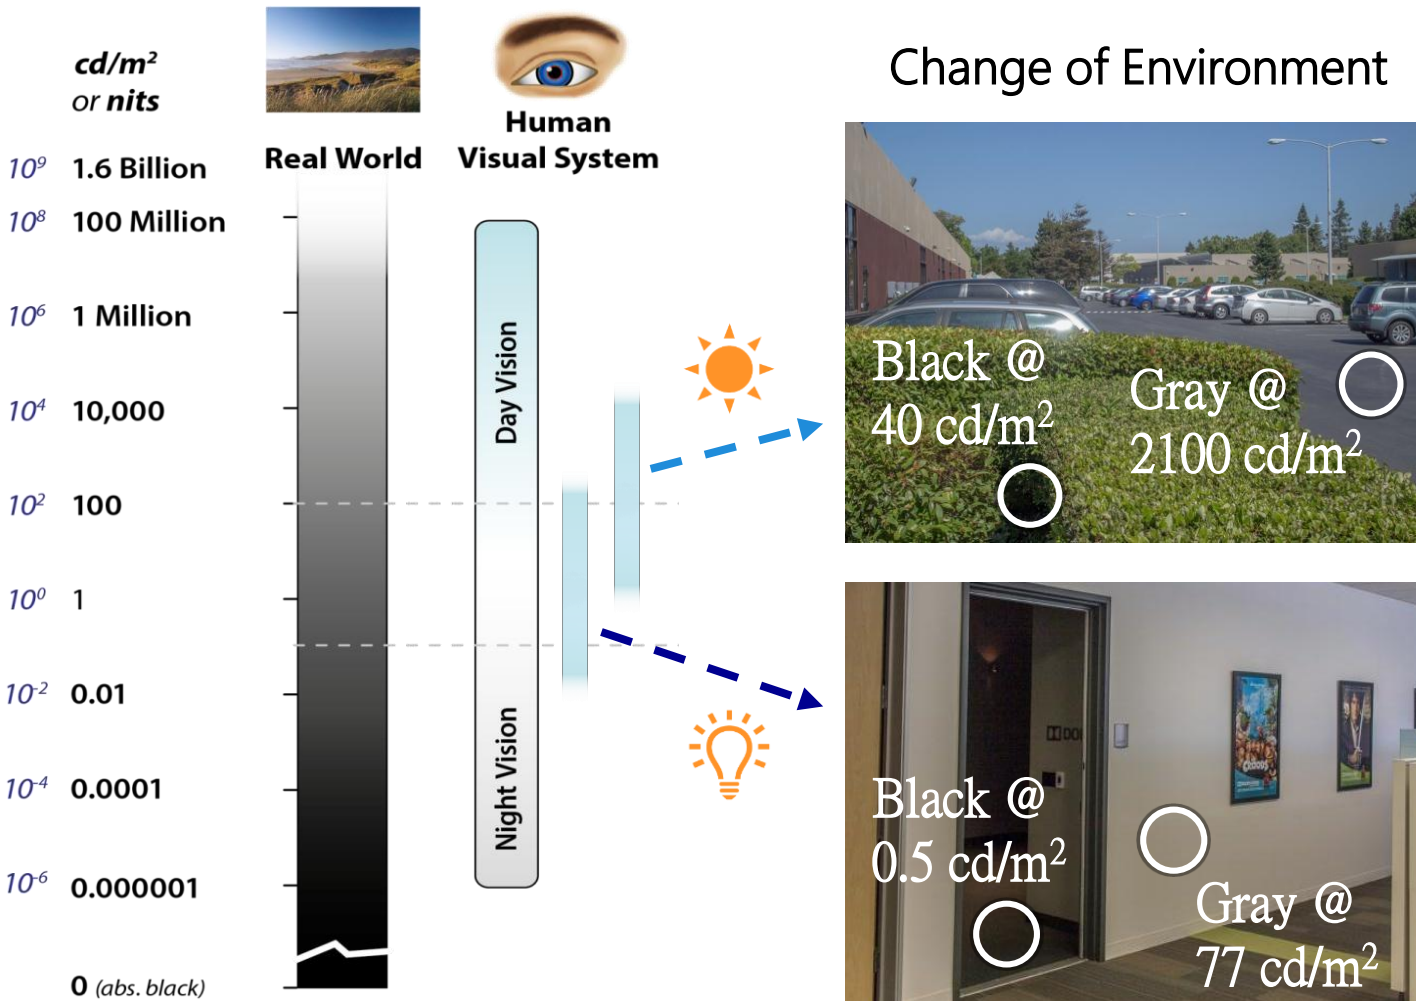 cd/m²
or nits
10⁹ 1.6 Billion
10⁸ 100 Million
10⁶ 1 Million
10⁴ 10,000
10² 100
10⁰ 1
10⁻² 0.01
10⁻⁴ 0.0001
10⁻⁶ 0.000001
0 (abs. black)
Real World
Human
Visual System
Day Vision
Night Vision
Change of Environment
Black @
40 cd/m²
Gray @
2100 cd/m²
Black @
0.5 cd/m²
Gray @
77 cd/m²
CROODS